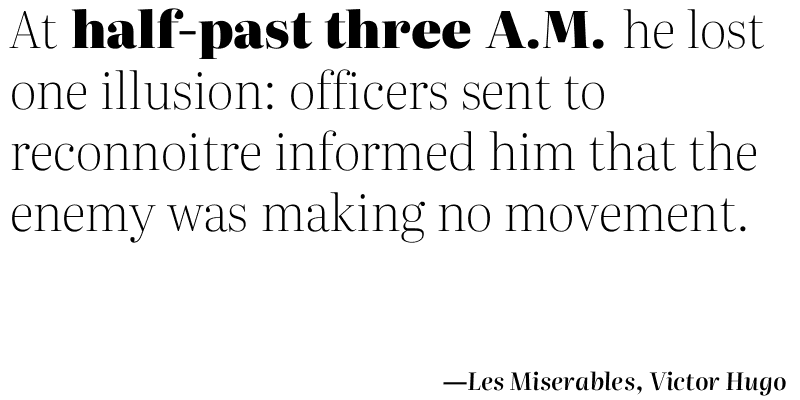 At half-past three A.M. he lost
one illusion: officers sent to
reconnoitre informed him that the
enemy was making no movement.
—Les Miserables, Victor Hugo